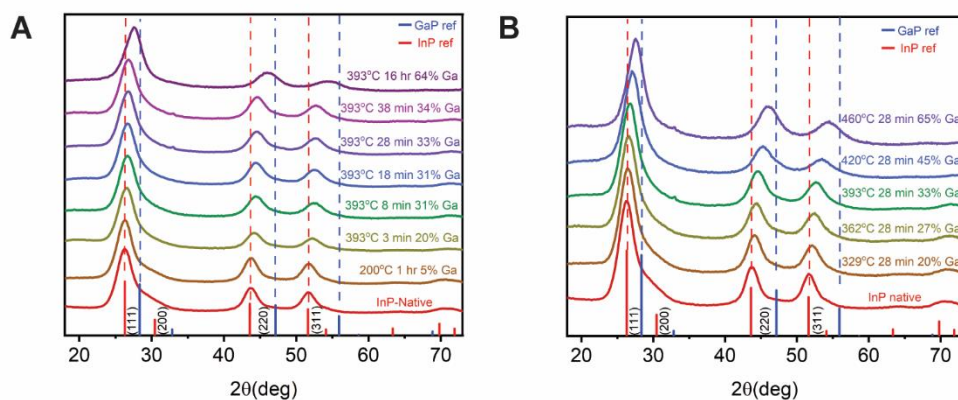 A
GaP ref
InP ref
393°C 16 hr 64% Ga
393°C 38 min 34% Ga
393°C 28 min 33% Ga
393°C 18 min 31% Ga
393°C 8 min 31% Ga
393°C 3 min 20% Ga
200°C 1 hr 5% Ga
InP-Native
(111)
(200)
(220)
(311)
20 30 40 50 60 70
2θ(deg)
B
GaP ref
InP ref
460°C 28 min 65% Ga
420°C 28 min 45% Ga
393°C 28 min 33% Ga
362°C 28 min 27% Ga
329°C 28 min 20% Ga
InP native
(111)
(200)
(220)
(311)
20 30 40 50 60 70
2θ(deg)